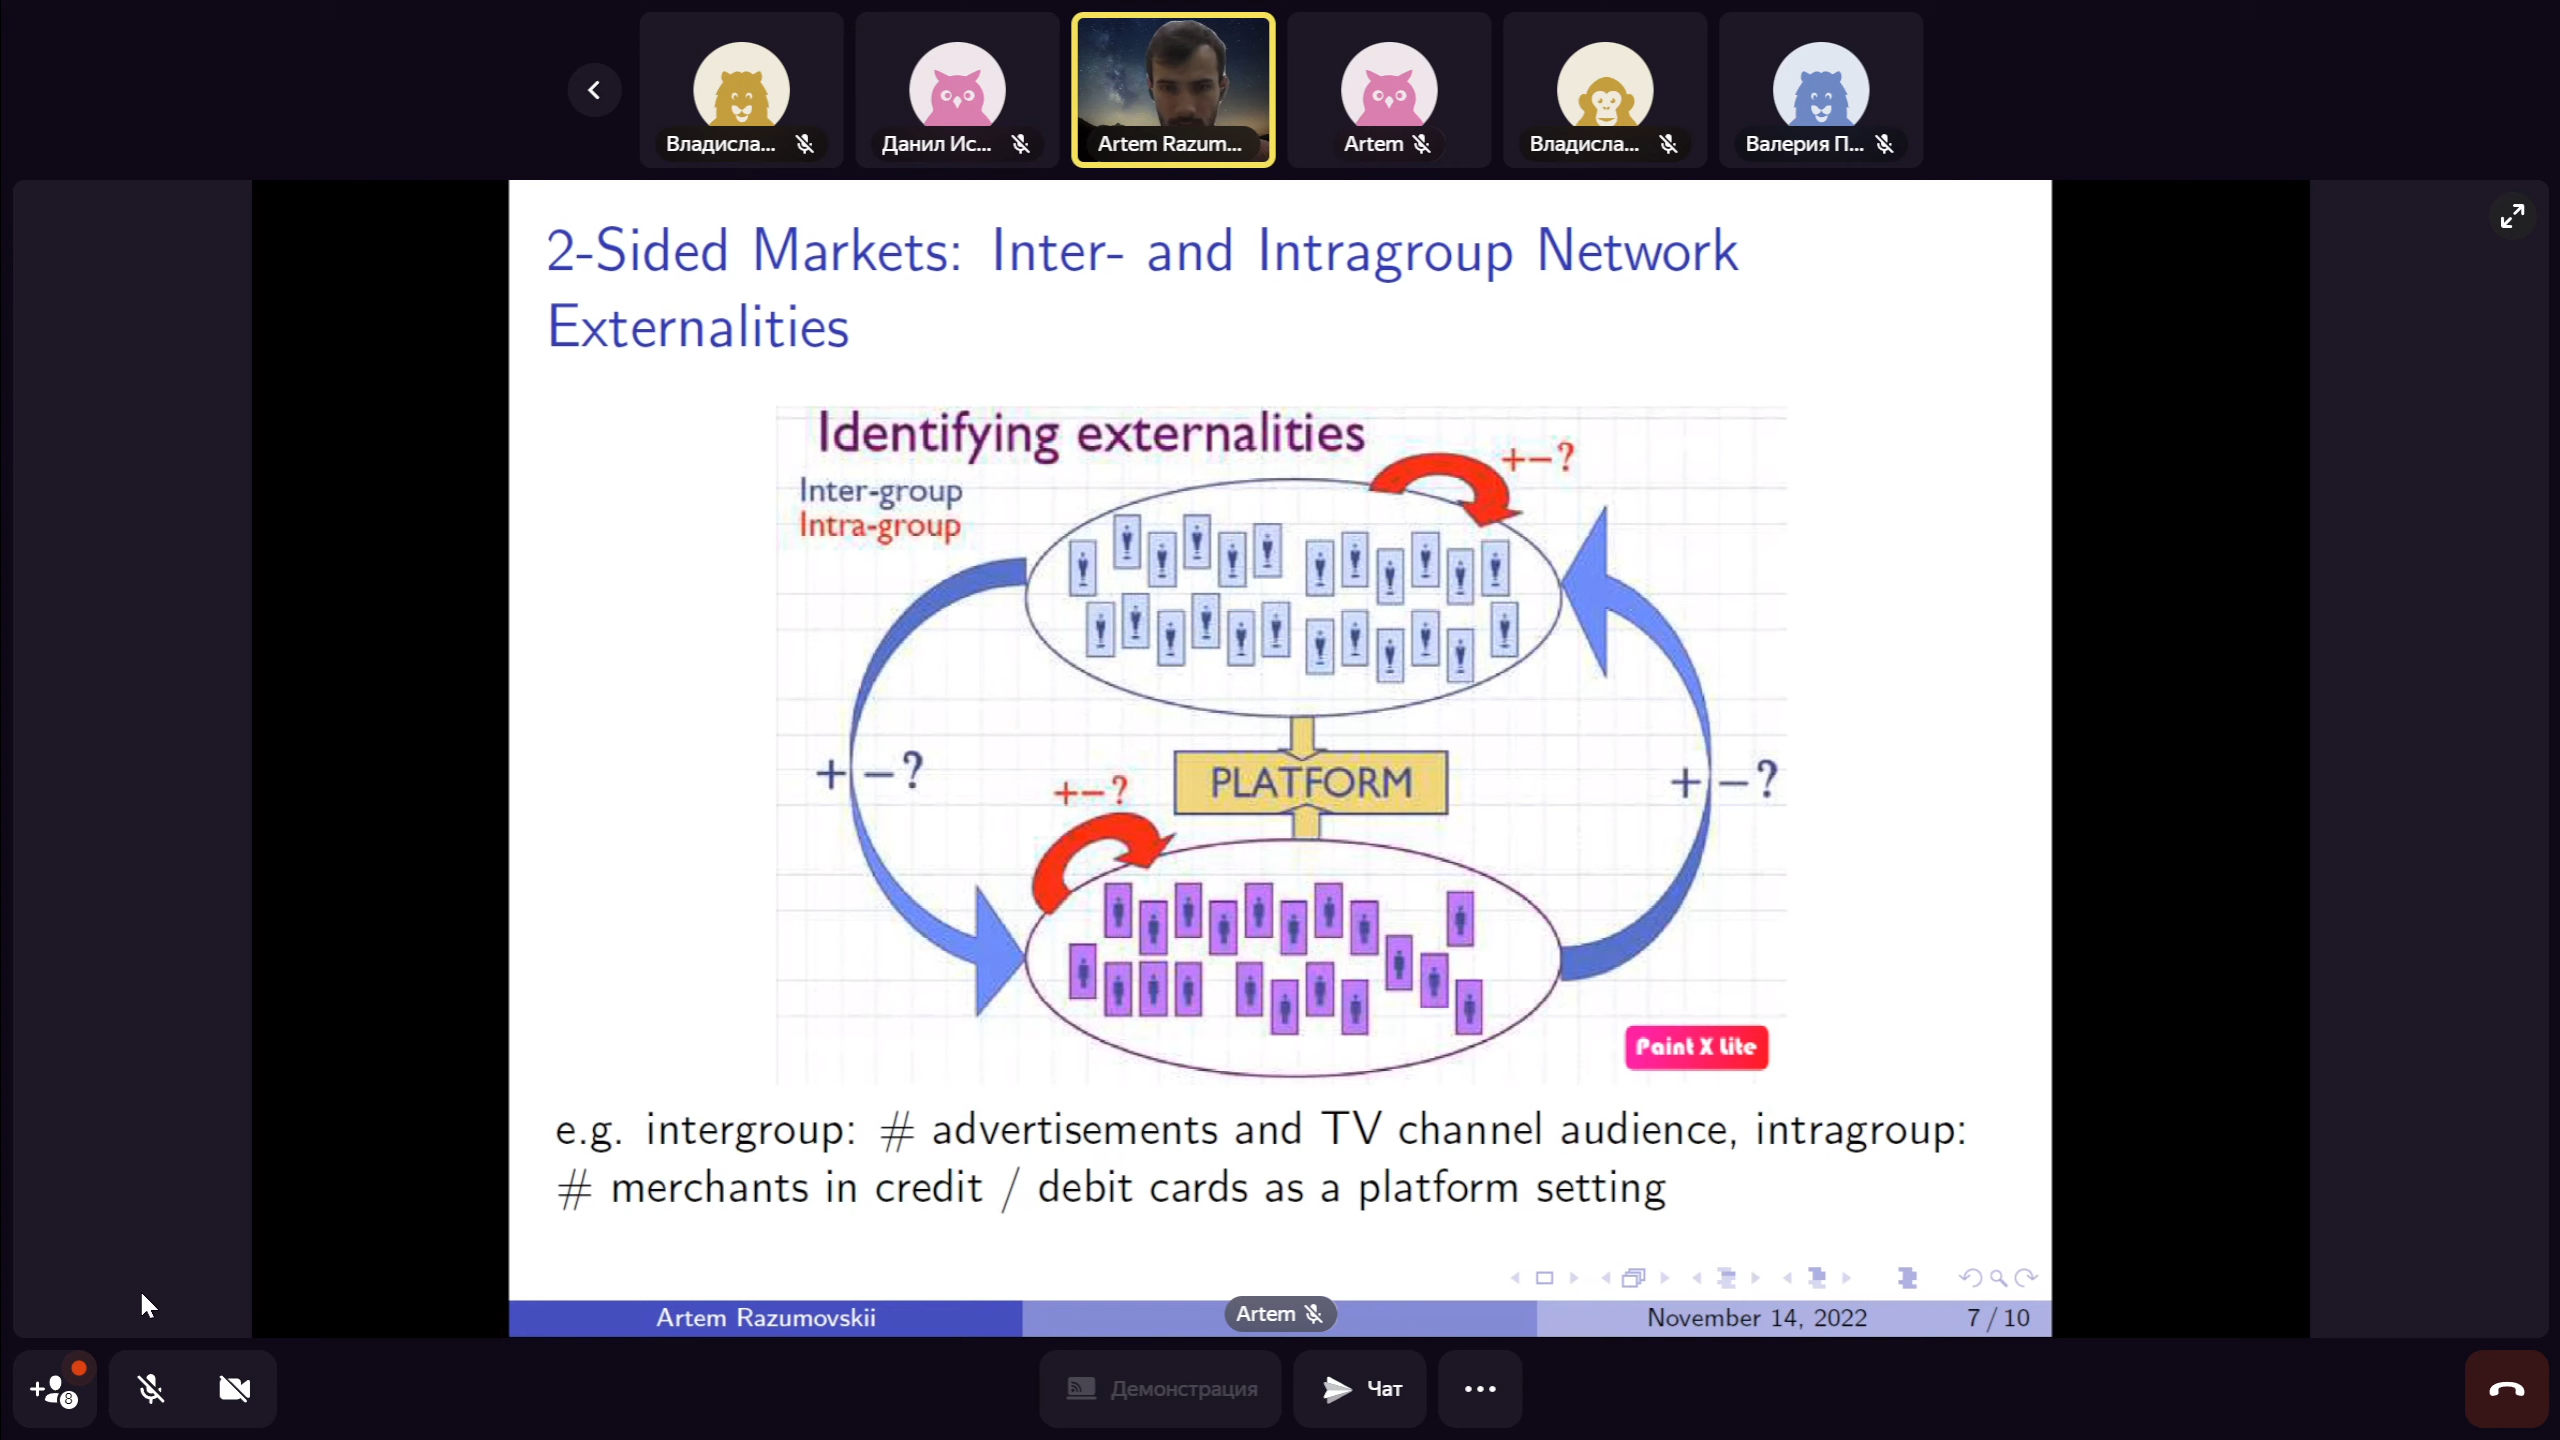 Владисла...
Данил Ис...
Artem Razum...
Artem
Владисла...
Валерия П...
2-Sided Markets: Inter- and Intragroup Network
Externalities
Identifying externalities
Inter-group
Intra-group
+−?
+ −?
+−?
PLATFORM
+ −?
Paint X Lite
e.g. intergroup: # advertisements and TV channel audience, intragroup:
# merchants in credit / debit cards as a platform setting
Artem Razumovskii
Artem
November 14, 2022
7 / 10
8
Демонстрация
Чат